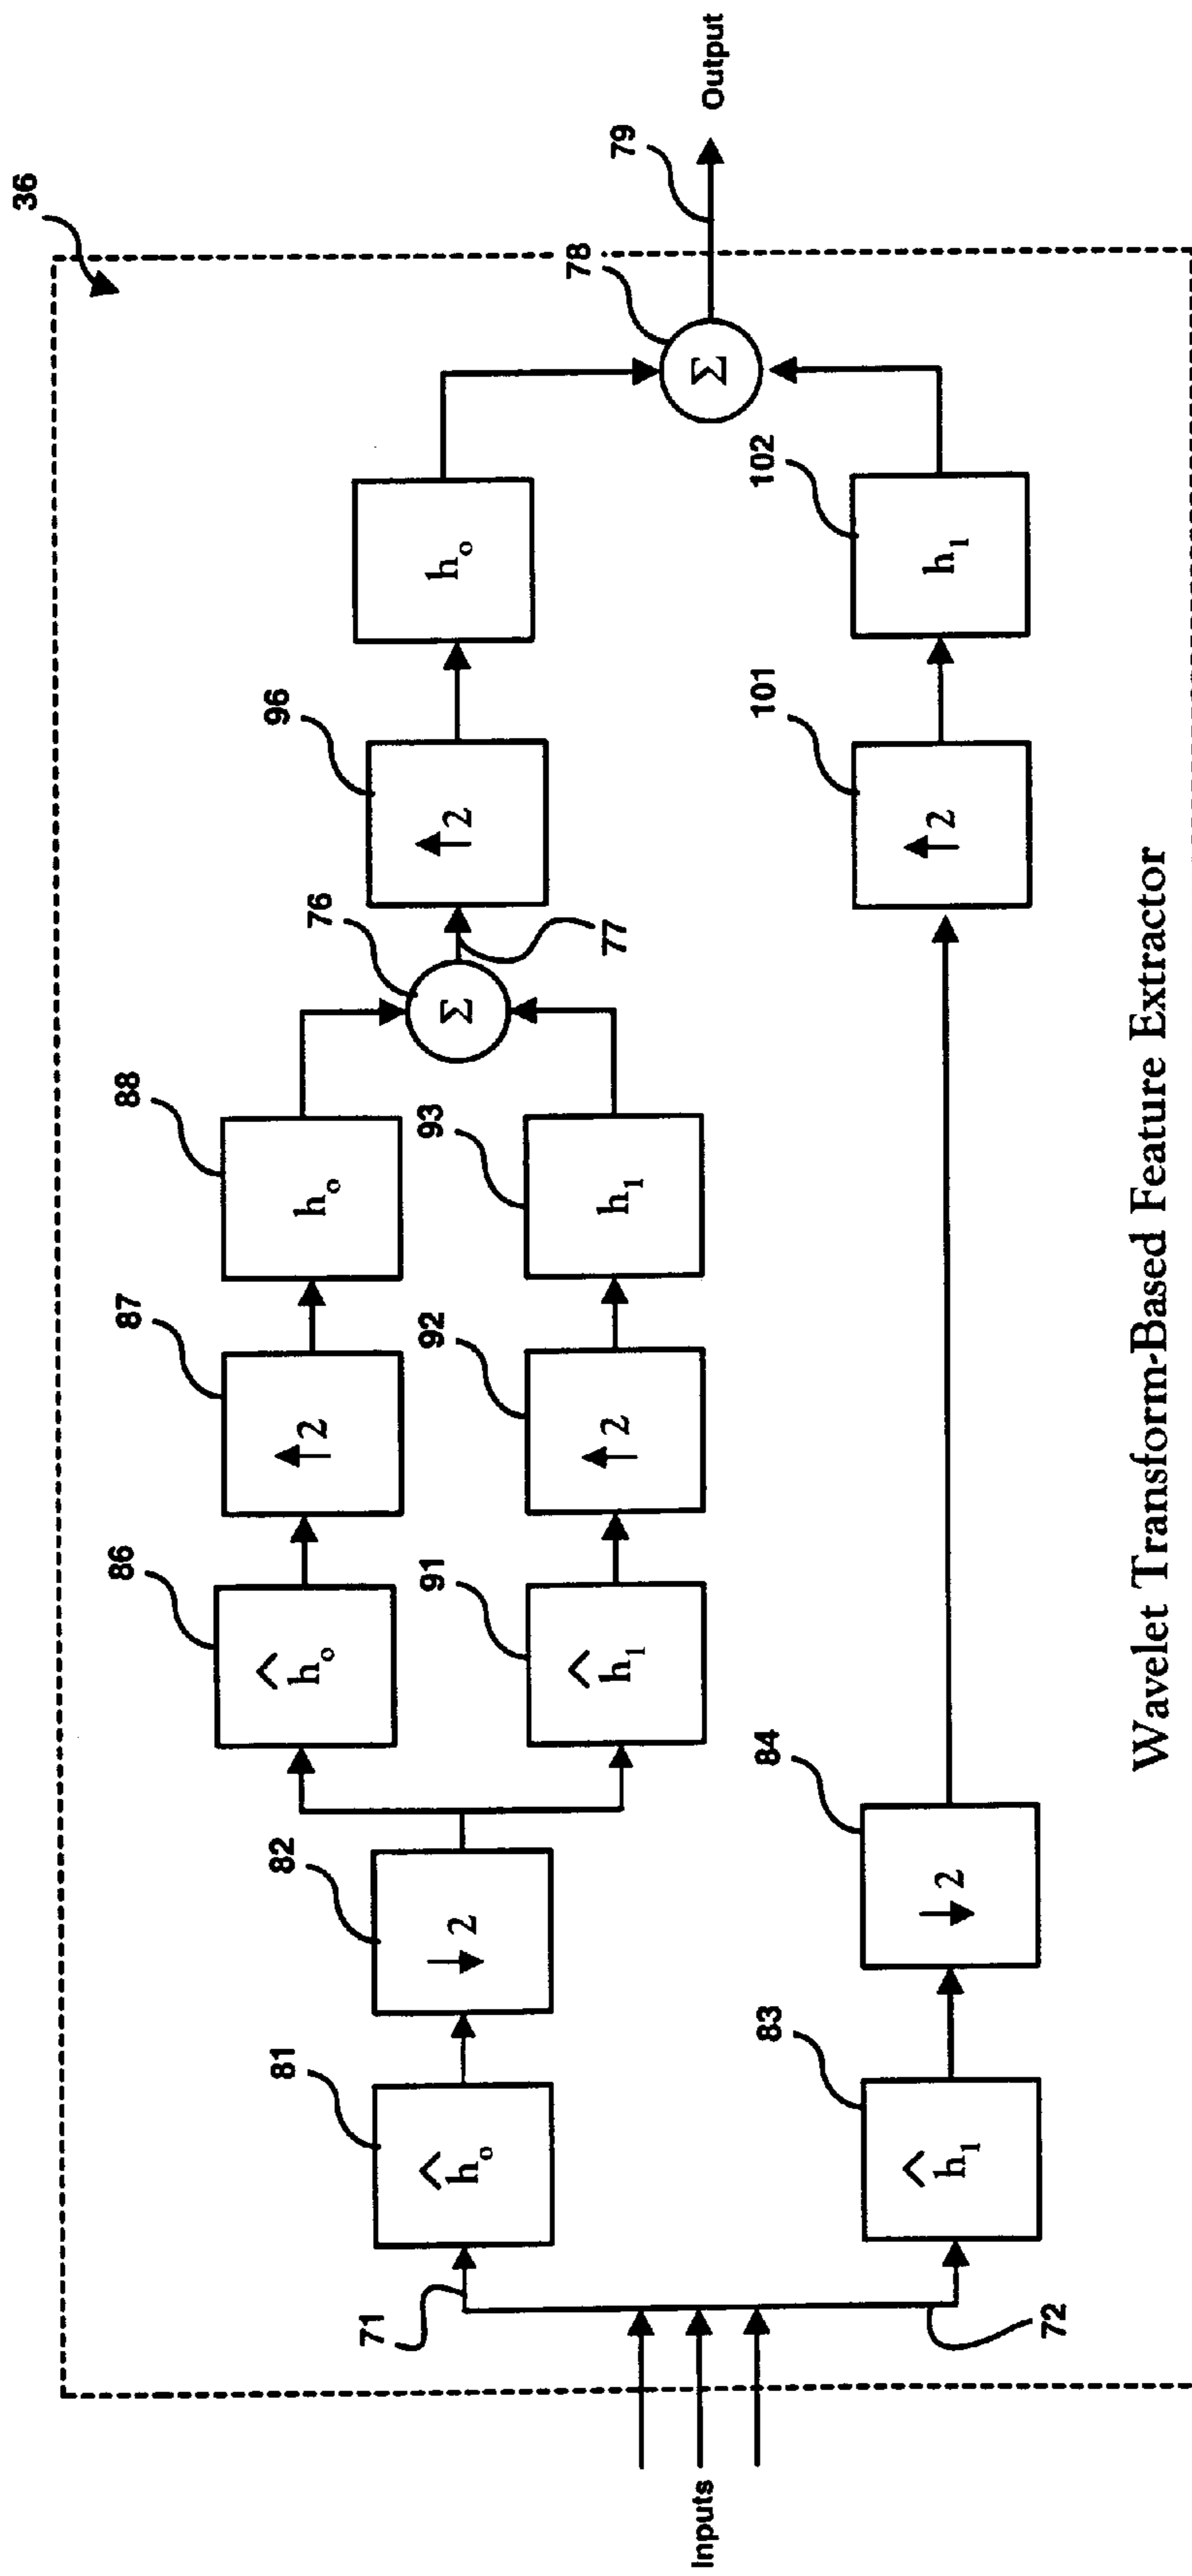 36
Inputs
71
72
81
ĥ₀
82
↓2
83
ĥ₁
84
↓2
86
ĥ₀
87
↑2
88
h₀
91
ĥ₁
92
↑2
93
h₁
76
Σ
77
96
↑2
h₀
101
↑2
102
h₁
78
Σ
79
Output
Wavelet Transform-Based Feature Extractor